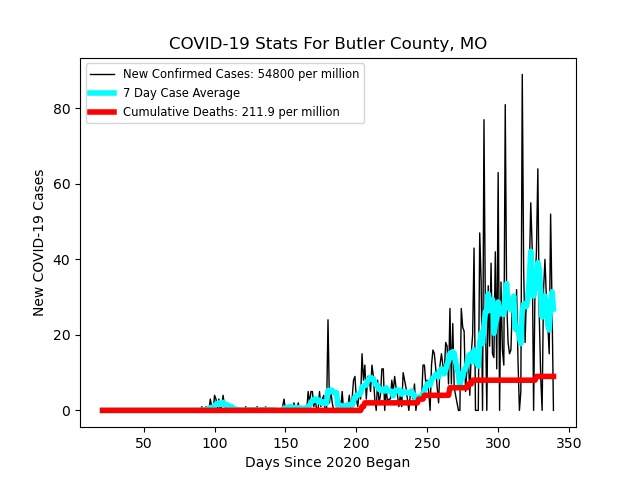 COVID-19 Stats For Butler County, MO
New Confirmed Cases: 54800 per million
7 Day Case Average
Cumulative Deaths: 211.9 per million
New COVID-19 Cases
80
60
40
20
0
50 100 150 200 250 300 350
Days Since 2020 Began